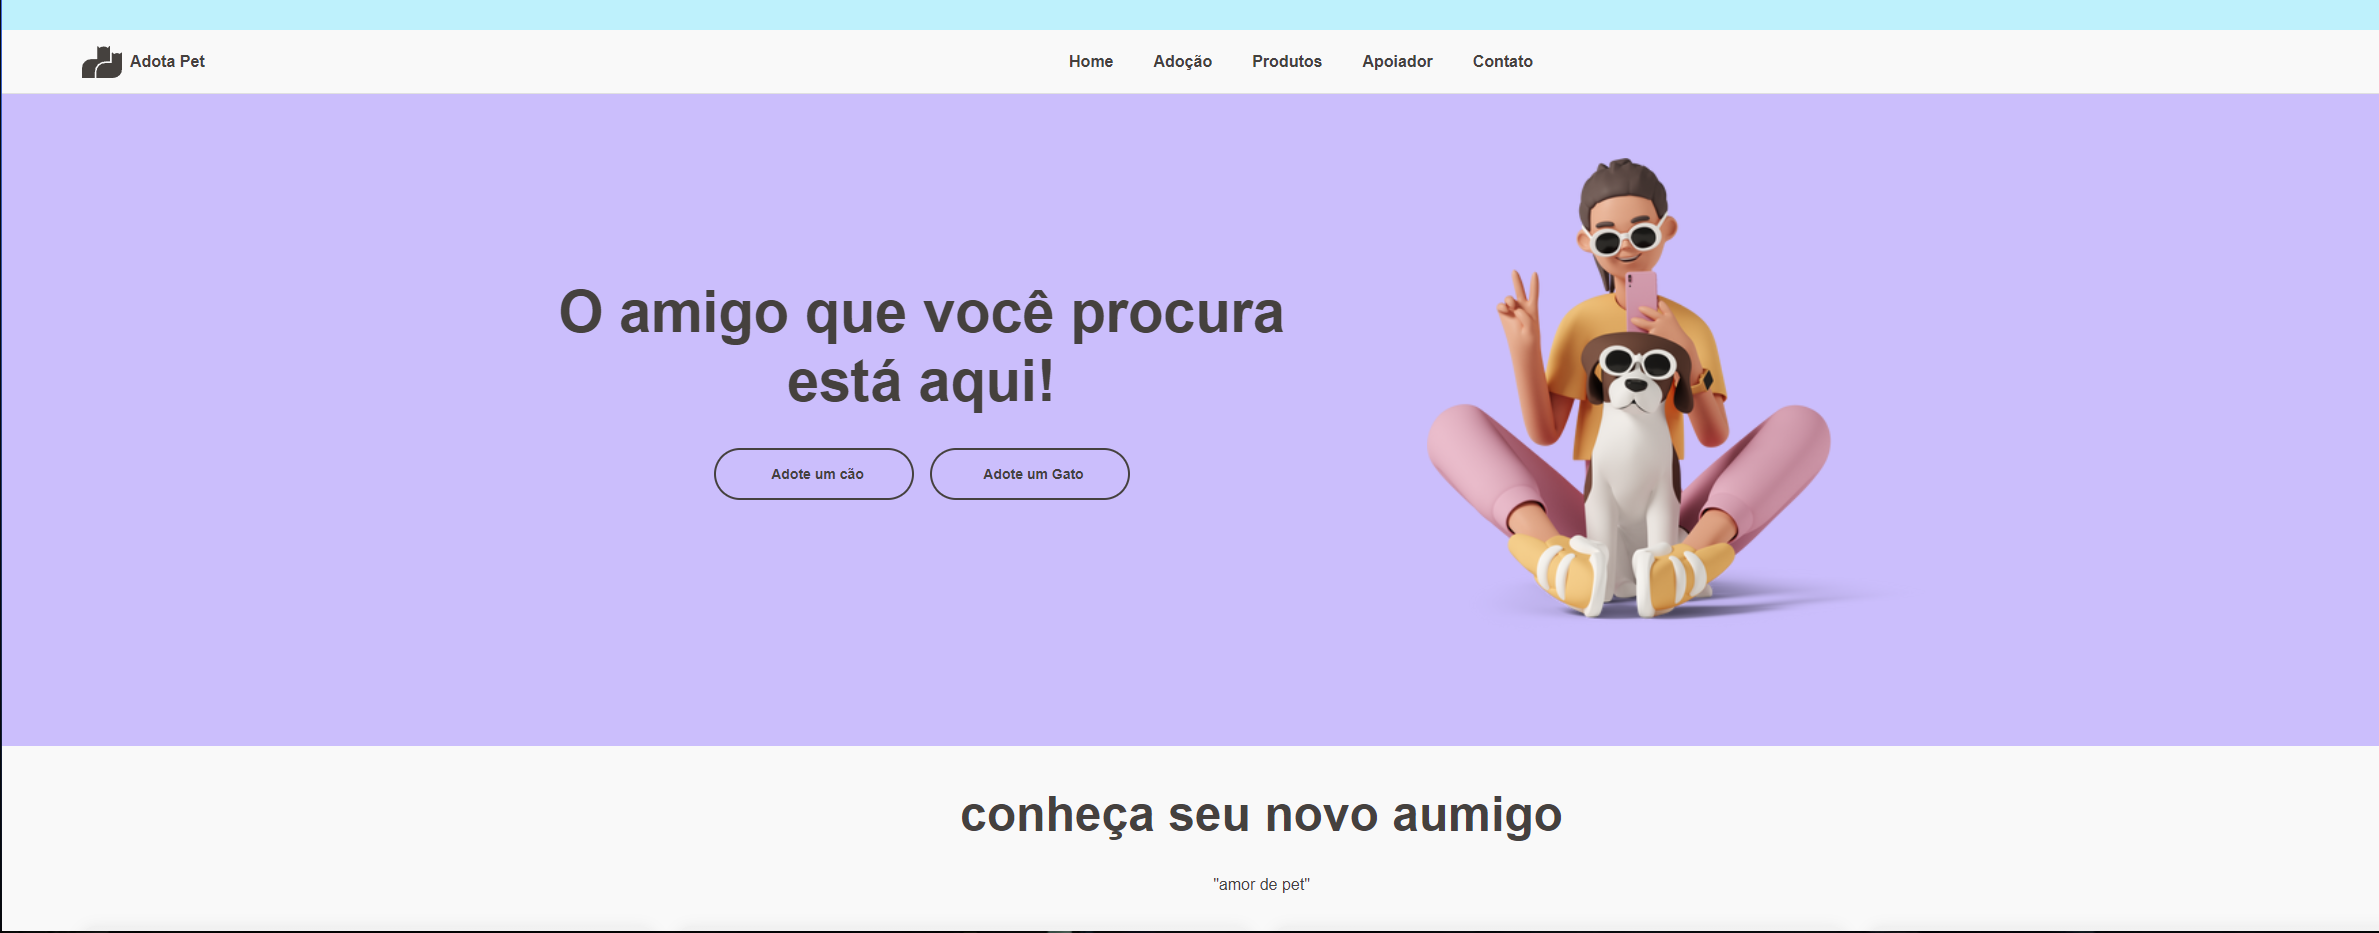 Adota Pet
Home Adoção Produtos Apoiador Contato
O amigo que você procura
está aqui!
Adote um cão Adote um Gato
conheça seu novo aumigo
"amor de pet"